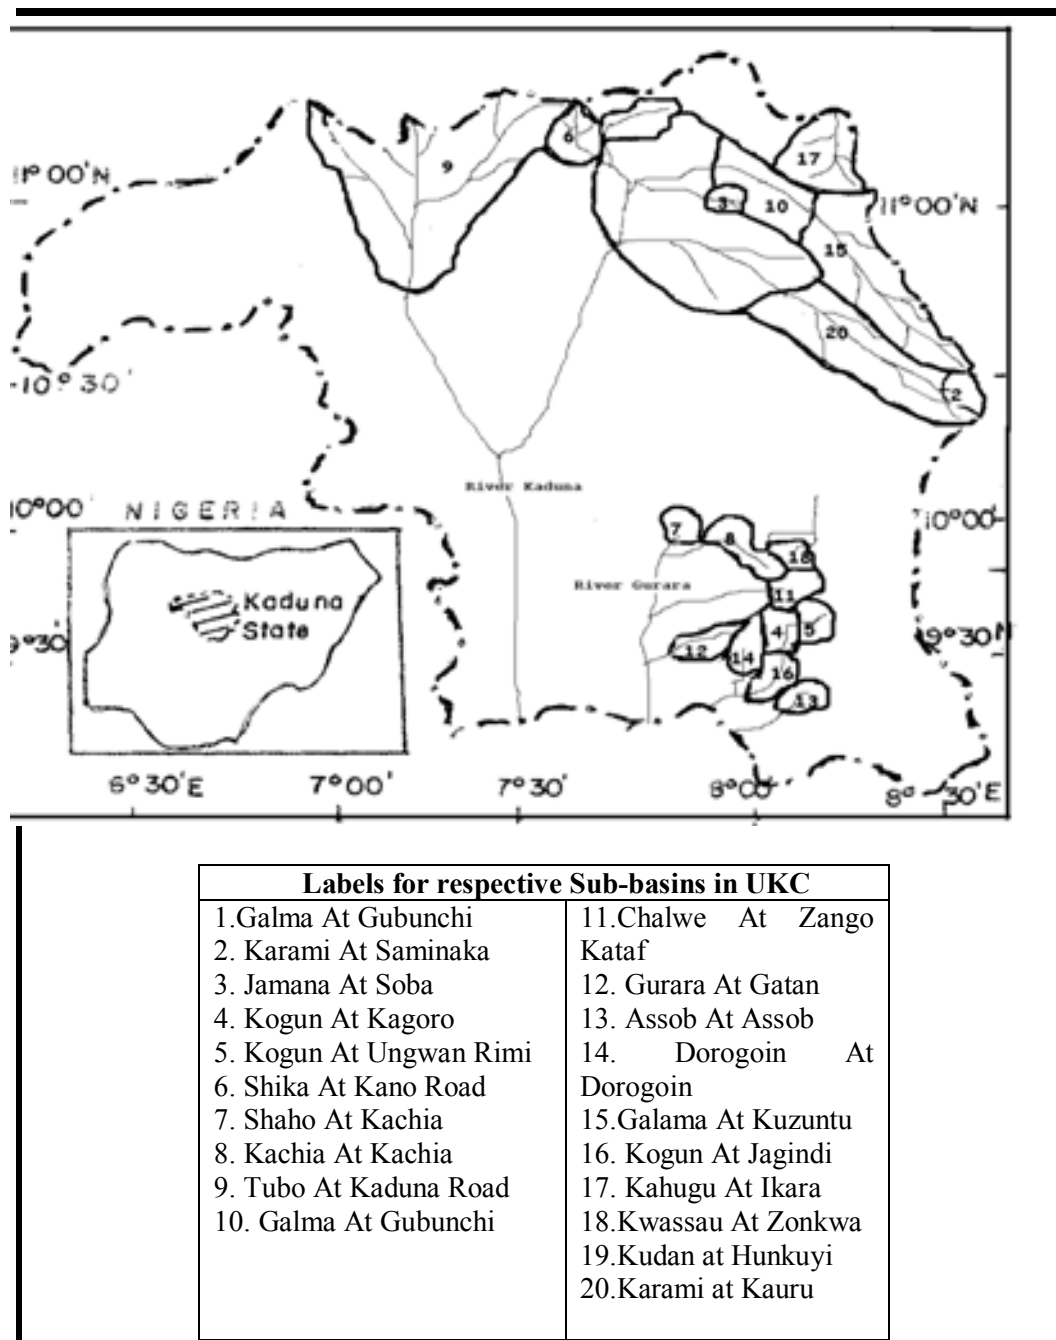 6
9
17
11° 00' N
3
10
11° 00' N
15
20
-10° 30'
2
River Kaduna
10°00'
NIGERIA
10°00'
7
8
18
River Gurara
11
Kaduna
State
4
5
9°30'
9°30 N
12
14
16
13
6°30'E
7°00'
7°30'
8°00'
8° 30'E
Labels for respective Sub-basins in UKC
1.Galma At Gubunchi
2. Karami At Saminaka
3. Jamana At Soba
4. Kogun At Kagoro
5. Kogun At Ungwan Rimi
6. Shika At Kano Road
7. Shaho At Kachia
8. Kachia At Kachia
9. Tubo At Kaduna Road
10. Galma At Gubunchi
11.Chalwe At Zango
Kataf
12. Gurara At Gatan
13. Assob At Assob
14. Dorogoin At
Dorogoin
15.Galama At Kuzuntu
16. Kogun At Jagindi
17. Kahugu At Ikara
18.Kwassau At Zonkwa
19.Kudan at Hunkuyi
20.Karami at Kauru